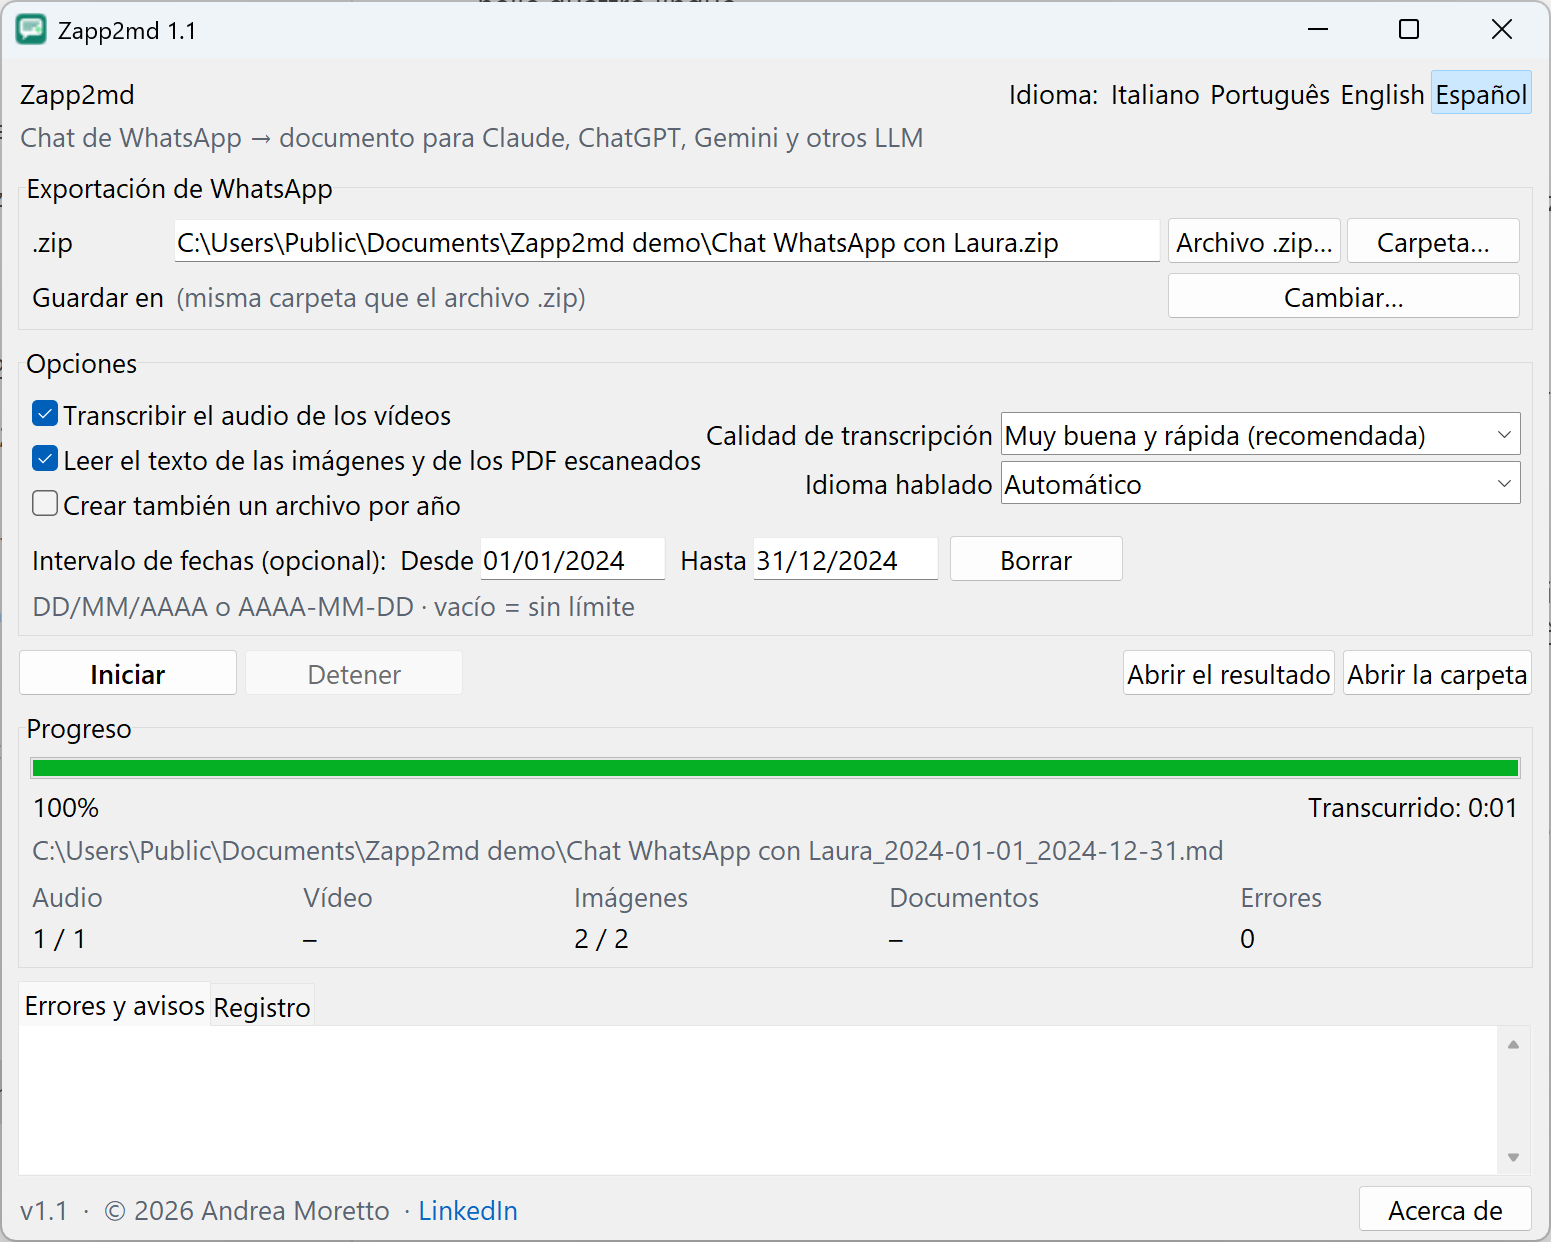 Zapp2md 1.1
Zapp2md
Idioma: Italiano Português English Español
Chat de WhatsApp → documento para Claude, ChatGPT, Gemini y otros LLM
Exportación de WhatsApp
.zip C:\Users\Public\Documents\Zapp2md demo\Chat WhatsApp con Laura.zip Archivo .zip... Carpeta...
Guardar en (misma carpeta que el archivo .zip) Cambiar...
Opciones
Transcribir el audio de los vídeos
Leer el texto de las imágenes y de los PDF escaneados
Crear también un archivo por año
Calidad de transcripción Muy buena y rápida (recomendada)
Idioma hablado Automático
Intervalo de fechas (opcional): Desde 01/01/2024 Hasta 31/12/2024 Borrar
DD/MM/AAAA o AAAA-MM-DD · vacío = sin límite
Iniciar Detener Abrir el resultado Abrir la carpeta
Progreso
100% Transcurrido: 0:01
C:\Users\Public\Documents\Zapp2md demo\Chat WhatsApp con Laura_2024-01-01_2024-12-31.md
Audio Vídeo Imágenes Documentos Errores
1 / 1 – 2 / 2 – 0
Errores y avisos Registro
v1.1 · © 2026 Andrea Moretto · LinkedIn Acerca de